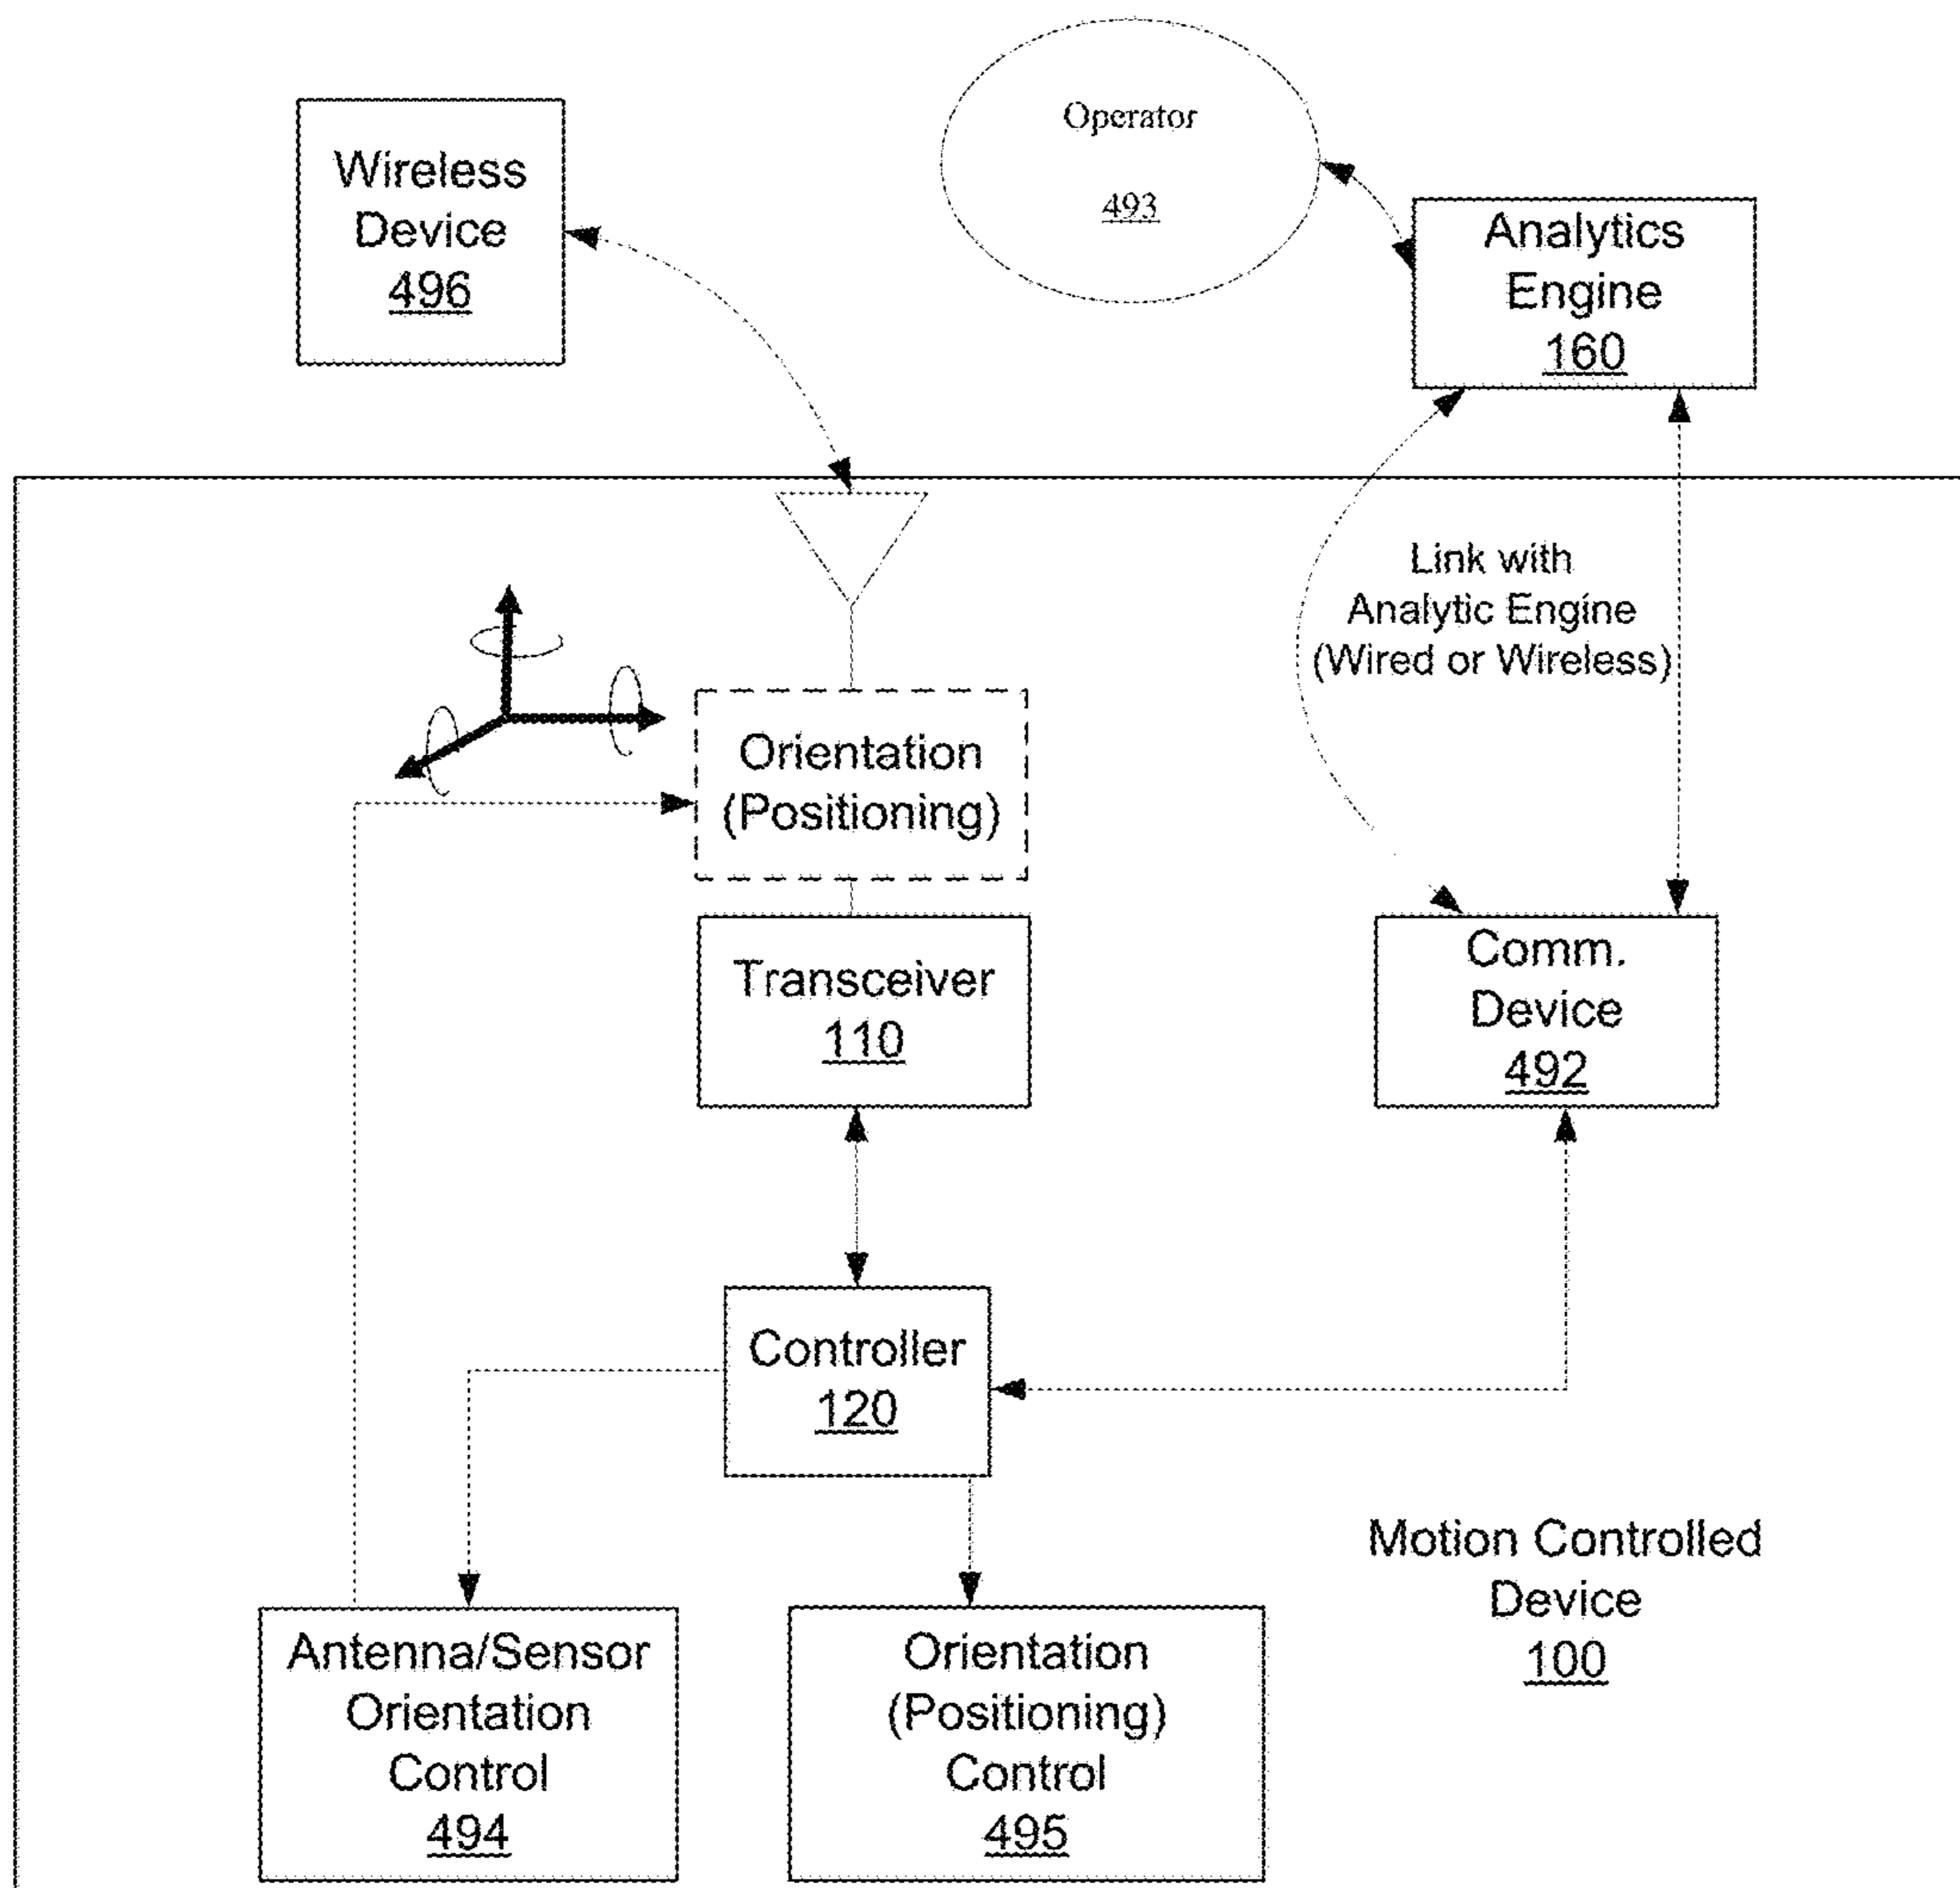 Operator
493
Wireless
Device
496
Analytics
Engine
160
Link with
Analytic Engine
(Wired or Wireless)
Orientation
(Positioning)
Transceiver
110
Comm.
Device
492
Controller
120
Motion Controlled
Device
100
Antenna/Sensor
Orientation
Control
494
Orientation
(Positioning)
Control
495